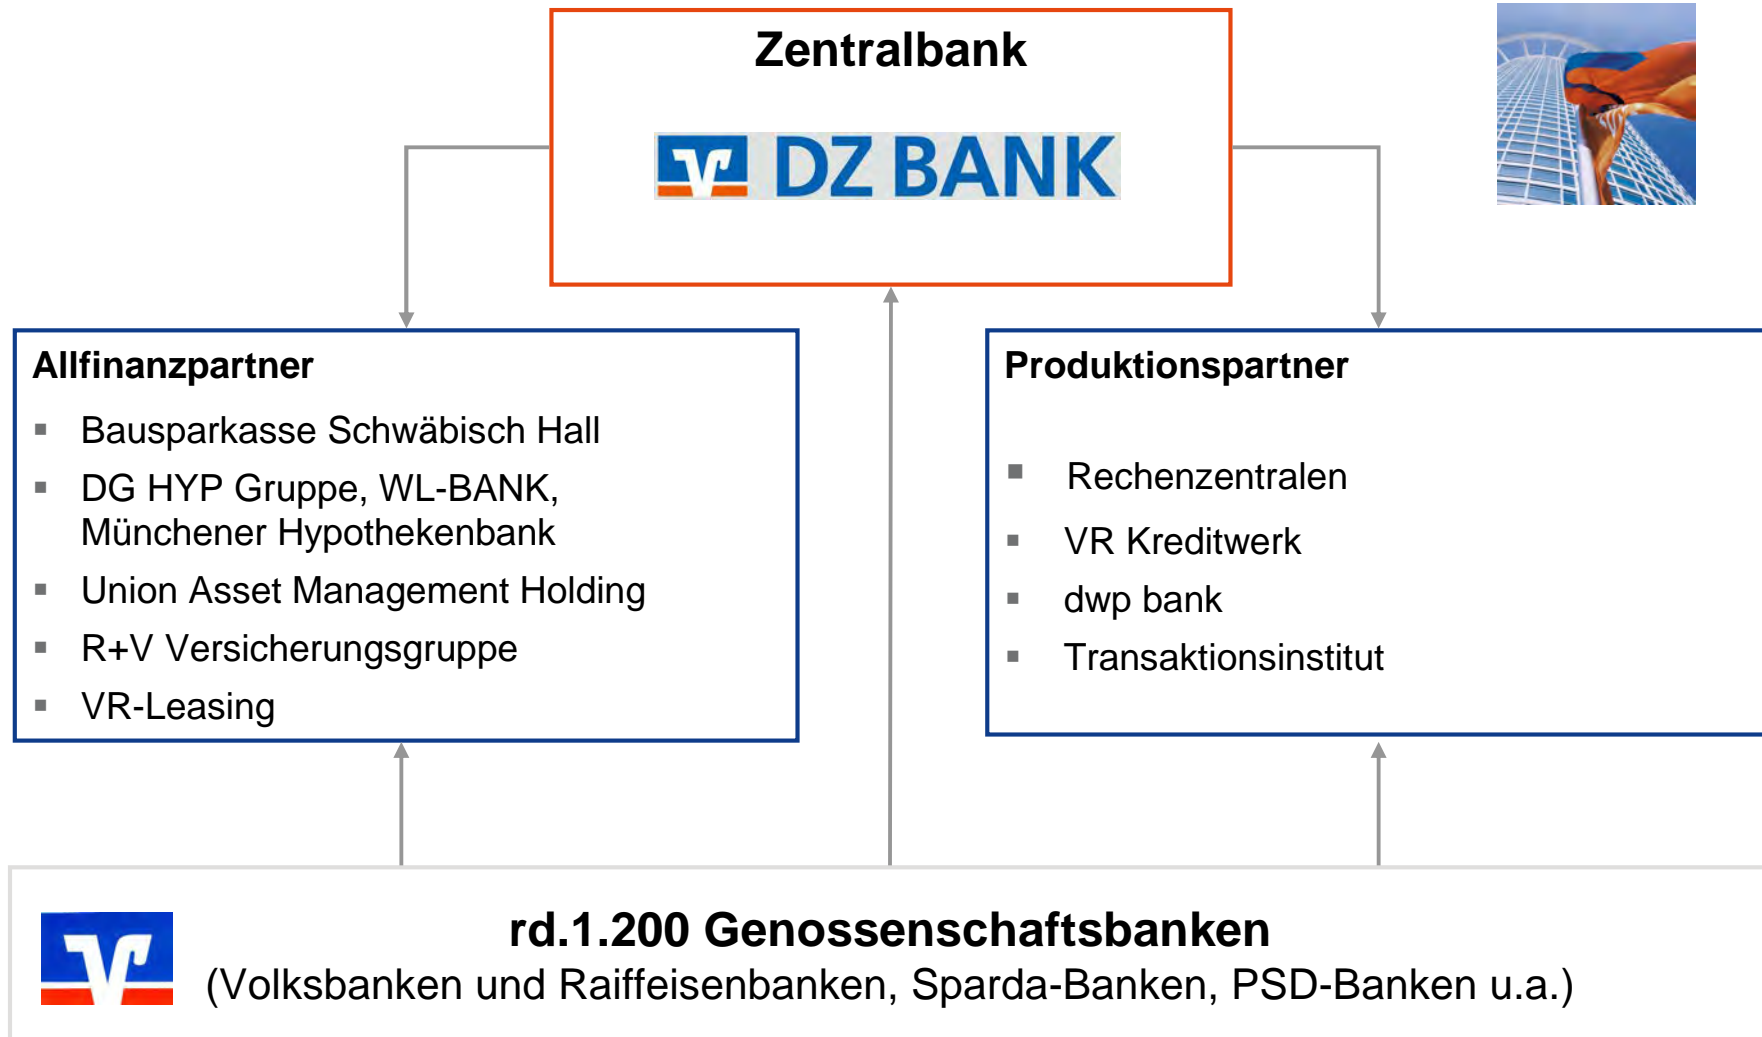 Zentralbank
DZ BANK
Allfinanzpartner
Bausparkasse Schwäbisch Hall
DG HYP Gruppe, WL-BANK,
Münchener Hypothekenbank
Union Asset Management Holding
R+V Versicherungsgruppe
VR-Leasing
Produktionspartner
Rechenzentralen
VR Kreditwerk
dwp bank
Transaktionsinstitut
rd.1.200 Genossenschaftsbanken
(Volksbanken und Raiffeisenbanken, Sparda-Banken, PSD-Banken u.a.)